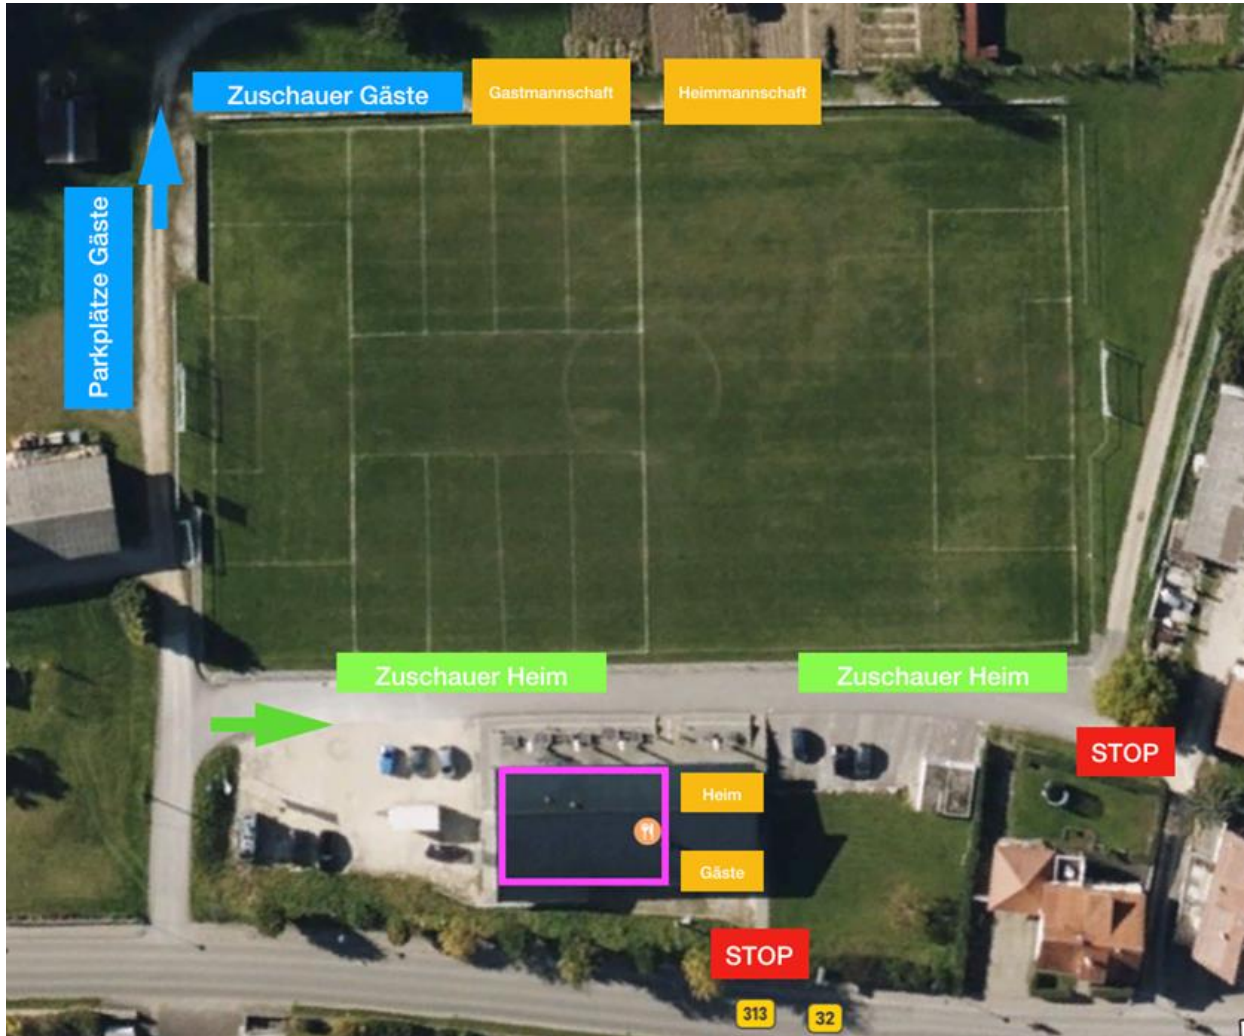 Zuschauer Gäste
Gastmannschaft
Heimmannschaft
Parkplätze Gäste
Zuschauer Heim
Zuschauer Heim
STOP
Heim
Gäste
STOP
313
32